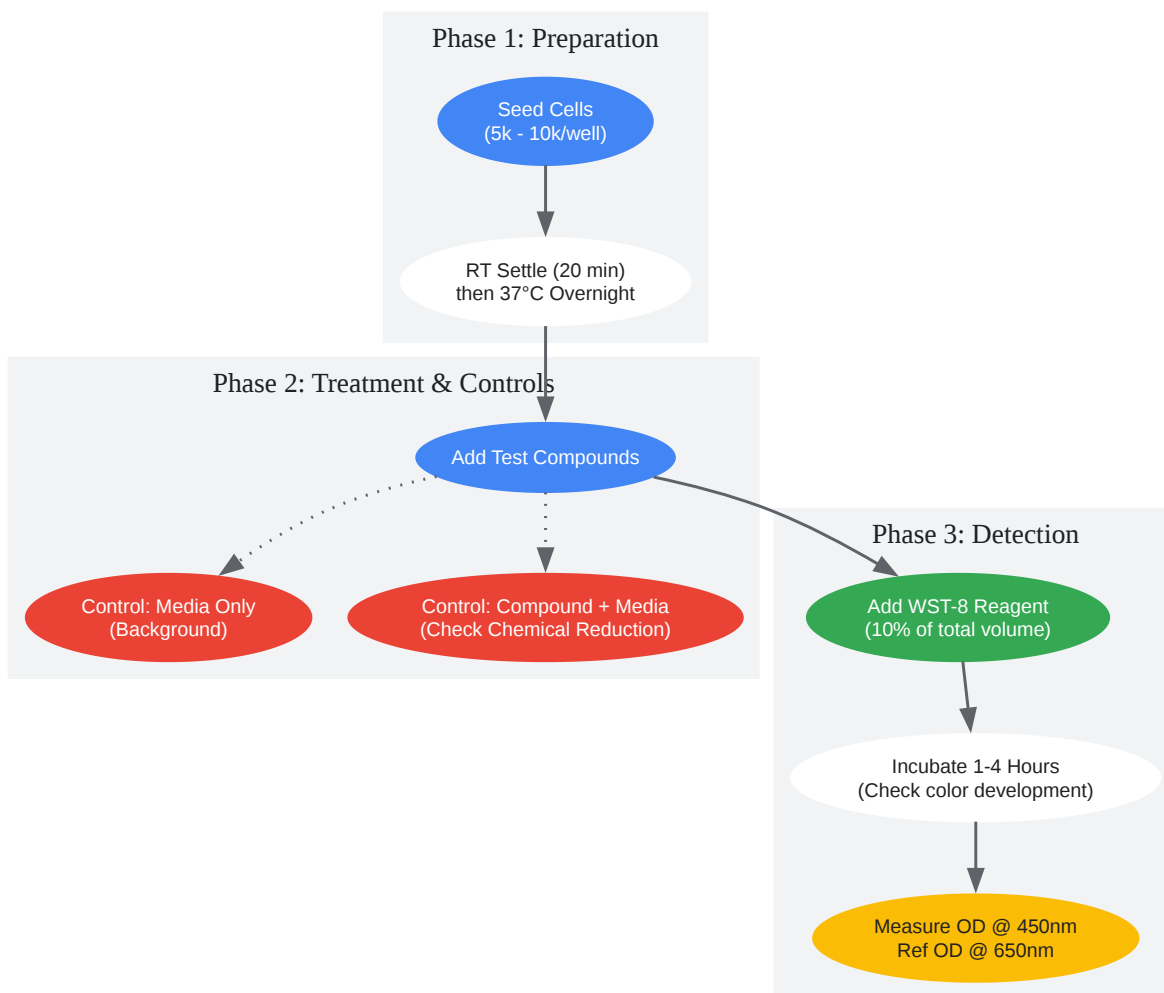 Phase 1: Preparation
Seed Cells
(5k - 10k/well)
RT Settle (20 min)
then 37°C Overnight
Phase 2: Treatment & Controls
Add Test Compounds
Control: Media Only
(Background)
Control: Compound + Media
(Check Chemical Reduction)
Phase 3: Detection
Add WST-8 Reagent
(10% of total volume)
Incubate 1-4 Hours
(Check color development)
Measure OD @ 450nm
Ref OD @ 650nm